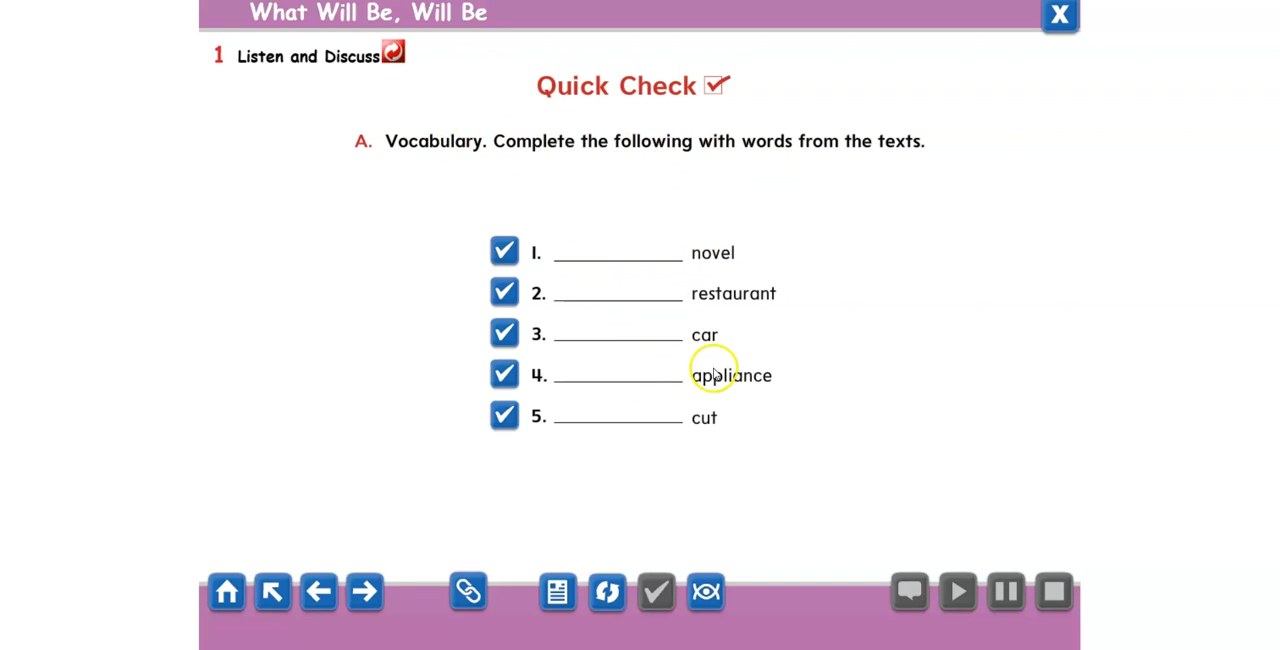 What Will Be, Will Be
1 Listen and Discuss
Quick Check
A. Vocabulary. Complete the following with words from the texts.
1. ____________ novel
2. ____________ restaurant
3. ____________ car
4. ____________ appliance
5. ____________ cut
X